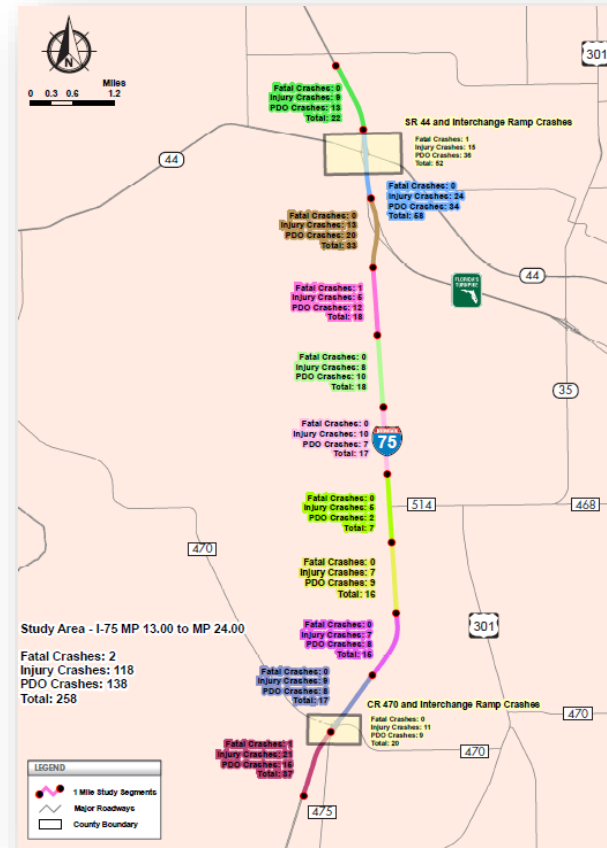 N
Miles
0 0.3 0.6 1.2
301
Fatal Crashes: 0
Injury Crashes: 9
PDO Crashes: 13
Total: 22
SR 44 and Interchange Ramp Crashes
Fatal Crashes: 1
Injury Crashes: 15
PDO Crashes: 36
Total: 52
44
Fatal Crashes: 0
Injury Crashes: 24
PDO Crashes: 34
Total: 58
Fatal Crashes: 0
Injury Crashes: 13
PDO Crashes: 20
Total: 33
44
FLORIDA'S
TURNPIKE
Fatal Crashes: 1
Injury Crashes: 5
PDO Crashes: 12
Total: 18
Fatal Crashes: 0
Injury Crashes: 8
PDO Crashes: 10
Total: 18
35
Fatal Crashes: 0
Injury Crashes: 10
PDO Crashes: 7
Total: 17
75
Fatal Crashes: 0
Injury Crashes: 5
PDO Crashes: 2
Total: 7
514
468
470
Fatal Crashes: 0
Injury Crashes: 7
PDO Crashes: 9
Total: 16
Study Area - I-75 MP 13.00 to MP 24.00
Fatal Crashes: 2
Injury Crashes: 118
PDO Crashes: 138
Total: 258
Fatal Crashes: 0
Injury Crashes: 7
PDO Crashes: 8
Total: 15
301
Fatal Crashes: 0
Injury Crashes: 9
PDO Crashes: 8
Total: 17
CR 470 and Interchange Ramp Crashes
Fatal Crashes: 0
Injury Crashes: 11
PDO Crashes: 9
Total: 20
470
470
Fatal Crashes: 1
Injury Crashes: 21
PDO Crashes: 15
Total: 37
475
LEGEND
1 Mile Study Segments
Major Roadways
County Boundary